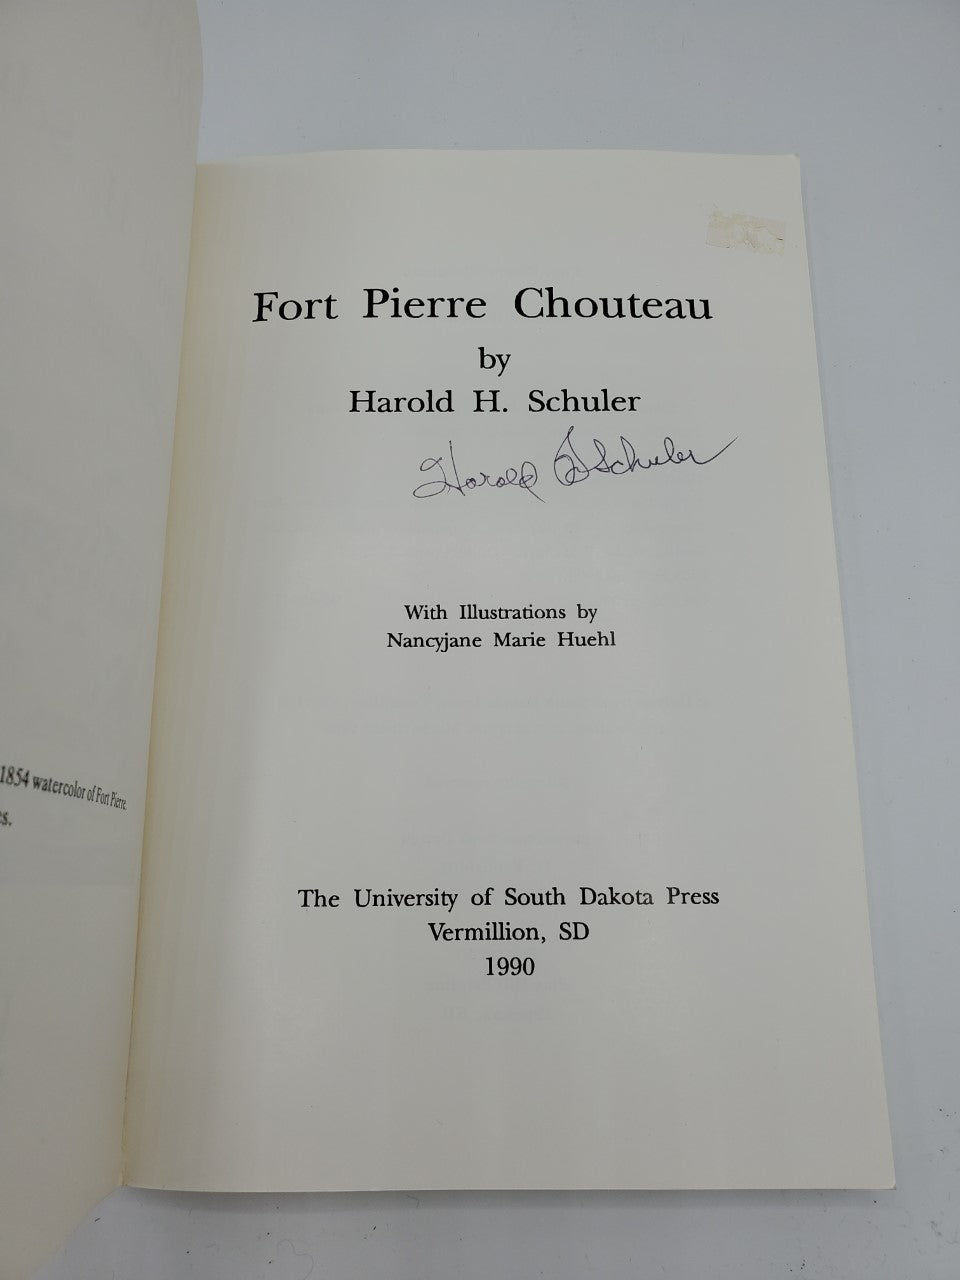 1854 watercolor of Fort Pierre.
Fort Pierre Chouteau
by
Harold H. Schuler
Harold H Schuler
With Illustrations by
Nancyjane Marie Huehl
The University of South Dakota Press
Vermillion, SD
1990